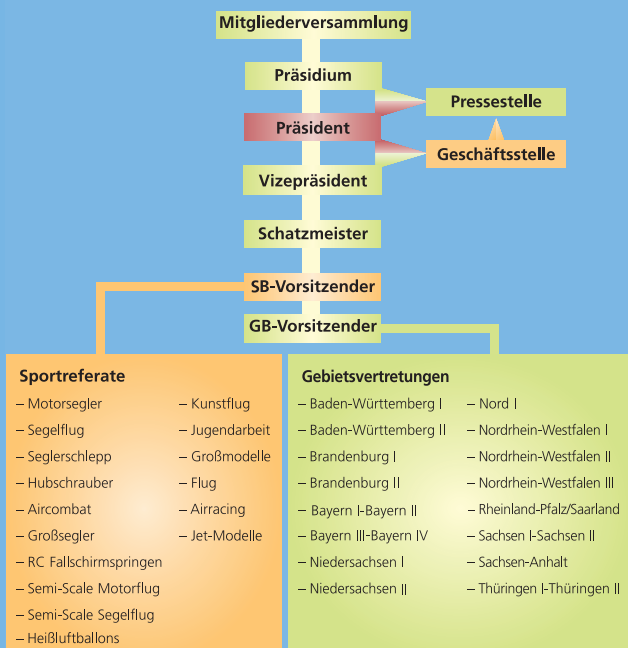 Mitgliederversammlung
Präsidium
Pressestelle
Präsident
Geschäftsstelle
Vizepräsident
Schatzmeister
SB-Vorsitzender
GB-Vorsitzender
Sportreferate
– Motorsegler
– Segelflug
– Seglerschlepp
– Hubschrauber
– Aircombat
– Großsegler
– RC Fallschirmspringen
– Semi-Scale Motorflug
– Semi-Scale Segelflug
– Heißluftballons
– Kunstflug
– Jugendarbeit
– Großmodelle
– Flug
– Airracing
– Jet-Modelle
Gebietsvertretungen
– Baden-Württemberg I
– Baden-Württemberg II
– Brandenburg I
– Brandenburg II
– Bayern I-Bayern II
– Bayern III-Bayern IV
– Niedersachsen I
– Niedersachsen II
– Nord I
– Nordrhein-Westfalen I
– Nordrhein-Westfalen II
– Nordrhein-Westfalen III
– Rheinland-Pfalz/Saarland
– Sachsen I-Sachsen II
– Sachsen-Anhalt
– Thüringen I-Thüringen II